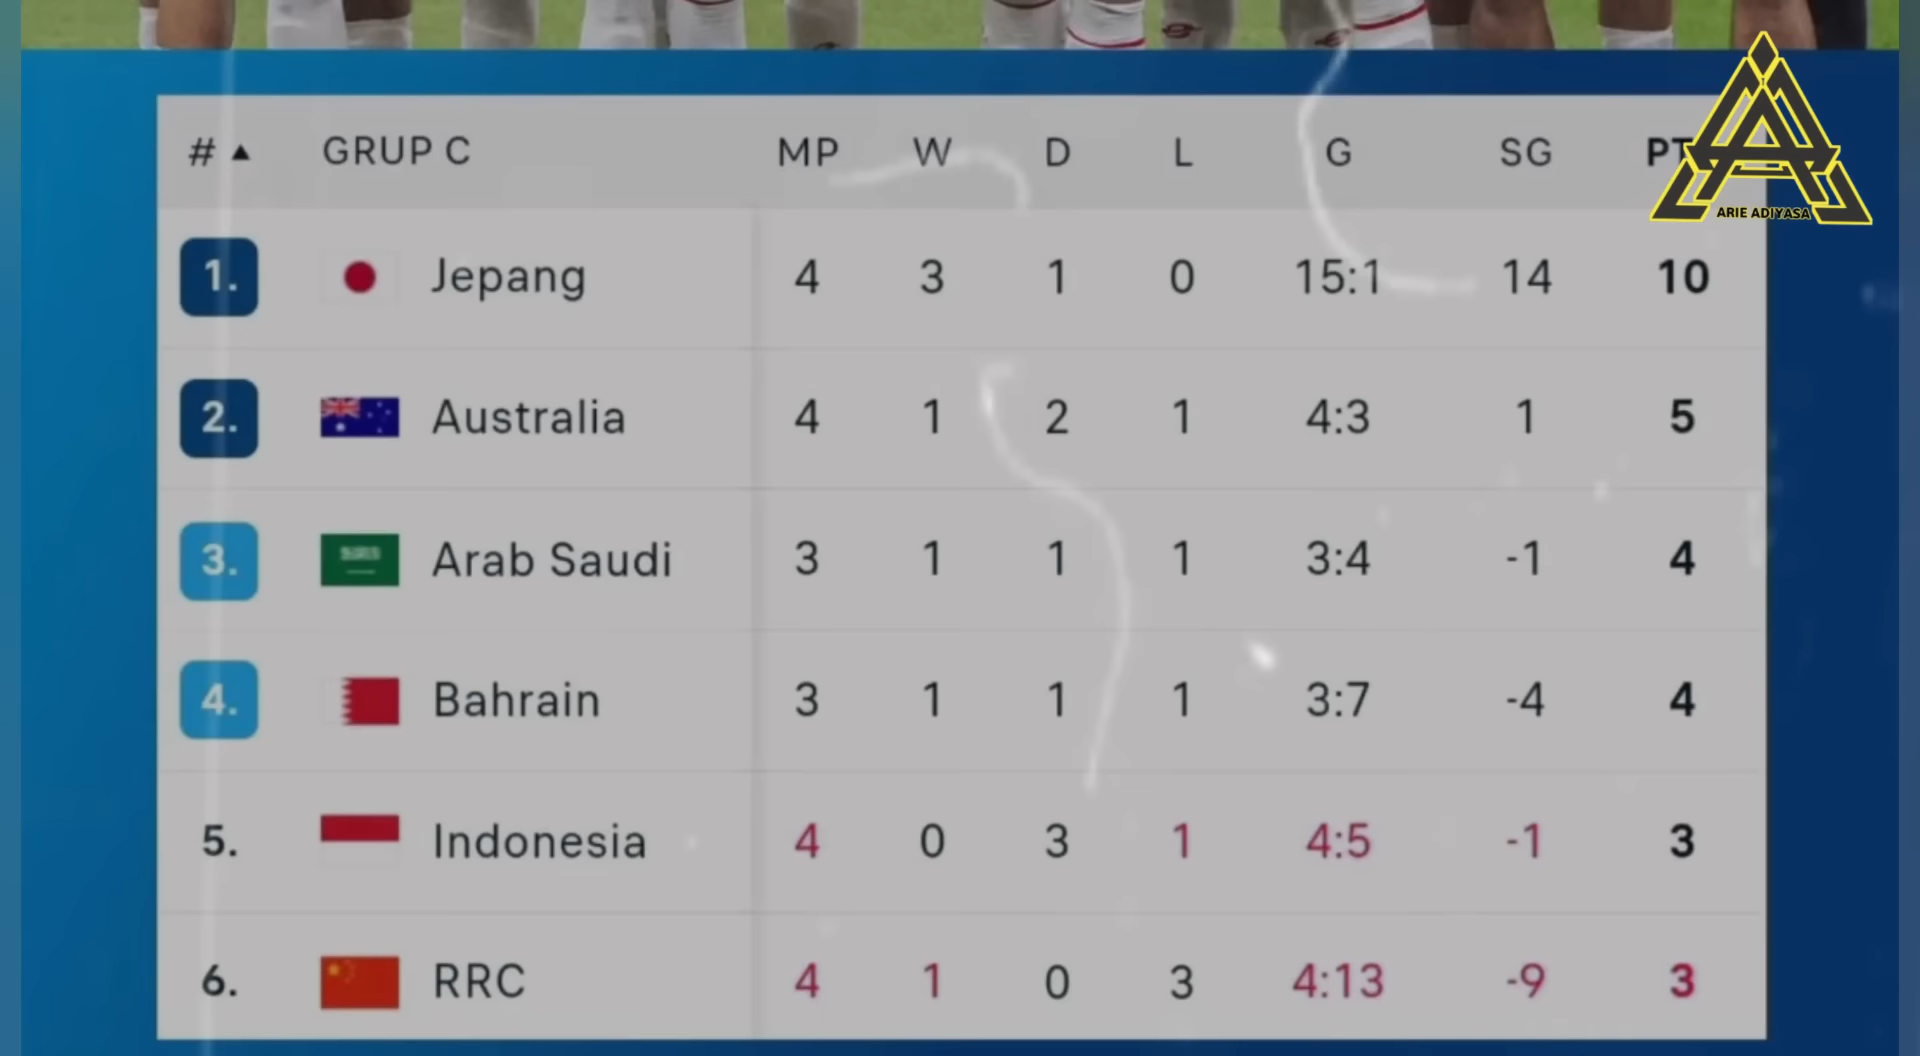 # ▲ GRUP C MP W D L G SG PT
ARIE ADIYASA
1. Jepang 4 3 1 0 15:1 14 10
2. Australia 4 1 2 1 4:3 1 5
3. Arab Saudi 3 1 1 1 3:4 -1 4
4. Bahrain 3 1 1 1 3:7 -4 4
5. Indonesia 4 0 3 1 4:5 -1 3
6. RRC 4 1 0 3 4:13 -9 3